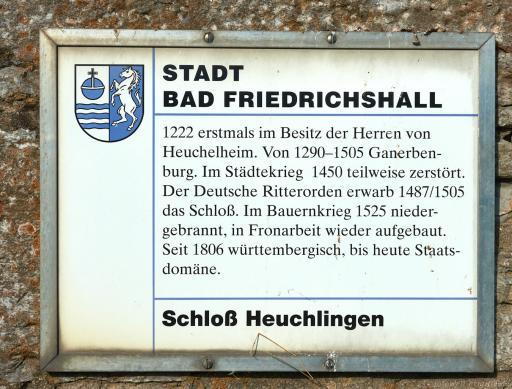 STADT
BAD FRIEDRICHSHALL
1222 erstmals im Besitz der Herren von
Heuchelheim. Von 1290–1505 Ganerben-
burg. Im Städtekrieg 1450 teilweise zerstört.
Der Deutsche Ritterorden erwarb 1487/1505
das Schloß. Im Bauernkrieg 1525 nieder-
gebrannt, in Fronarbeit wieder aufgebaut.
Seit 1806 württembergisch, bis heute Staats-
domäne.
Schloß Heuchlingen